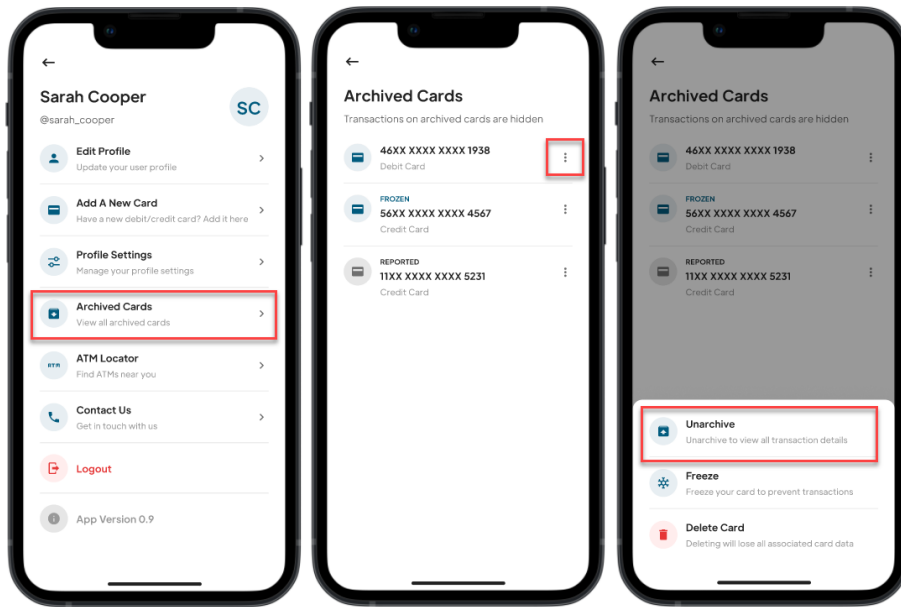 Sarah Cooper
SC
@sarah_cooper
Edit Profile
Update your user profile
Add A New Card
Have a new debit/credit card? Add it here
Profile Settings
Manage your profile settings
Archived Cards
View all archived cards
ATM
ATM Locator
Find ATMs near you
Contact Us
Get in touch with us
Logout
App Version 0.9
Archived Cards
Transactions on archived cards are hidden
46XX XXXX XXXX 1938
Debit Card
FROZEN
56XX XXXX XXXX 4567
Credit Card
REPORTED
11XX XXXX XXXX 5231
Credit Card
Archived Cards
Transactions on archived cards are hidden
46XX XXXX XXXX 1938
Debit Card
FROZEN
56XX XXXX XXXX 4567
Credit Card
REPORTED
11XX XXXX XXXX 5231
Credit Card
Unarchive
Unarchive to view all transaction details
Freeze
Freeze your card to prevent transactions
Delete Card
Deleting will lose all associated card data